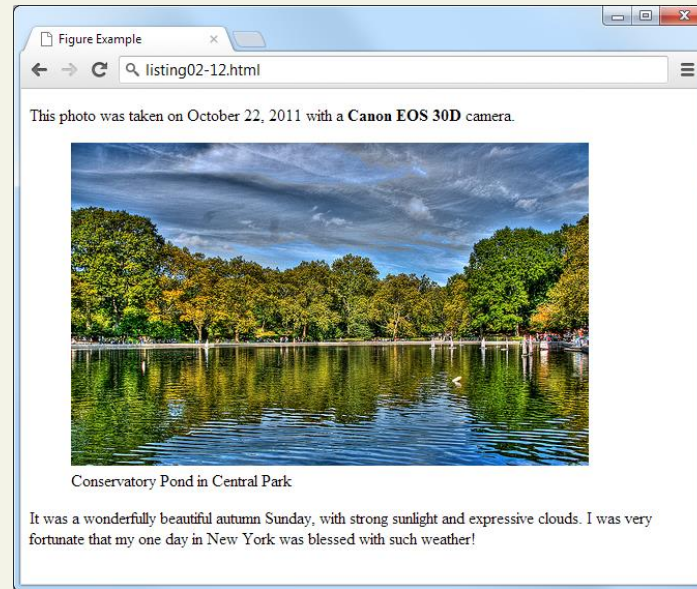 Figure Example
listing02-12.html
This photo was taken on October 22, 2011 with a Canon EOS 30D camera.
Conservatory Pond in Central Park
It was a wonderfully beautiful autumn Sunday, with strong sunlight and expressive clouds. I was very
fortunate that my one day in New York was blessed with such weather!